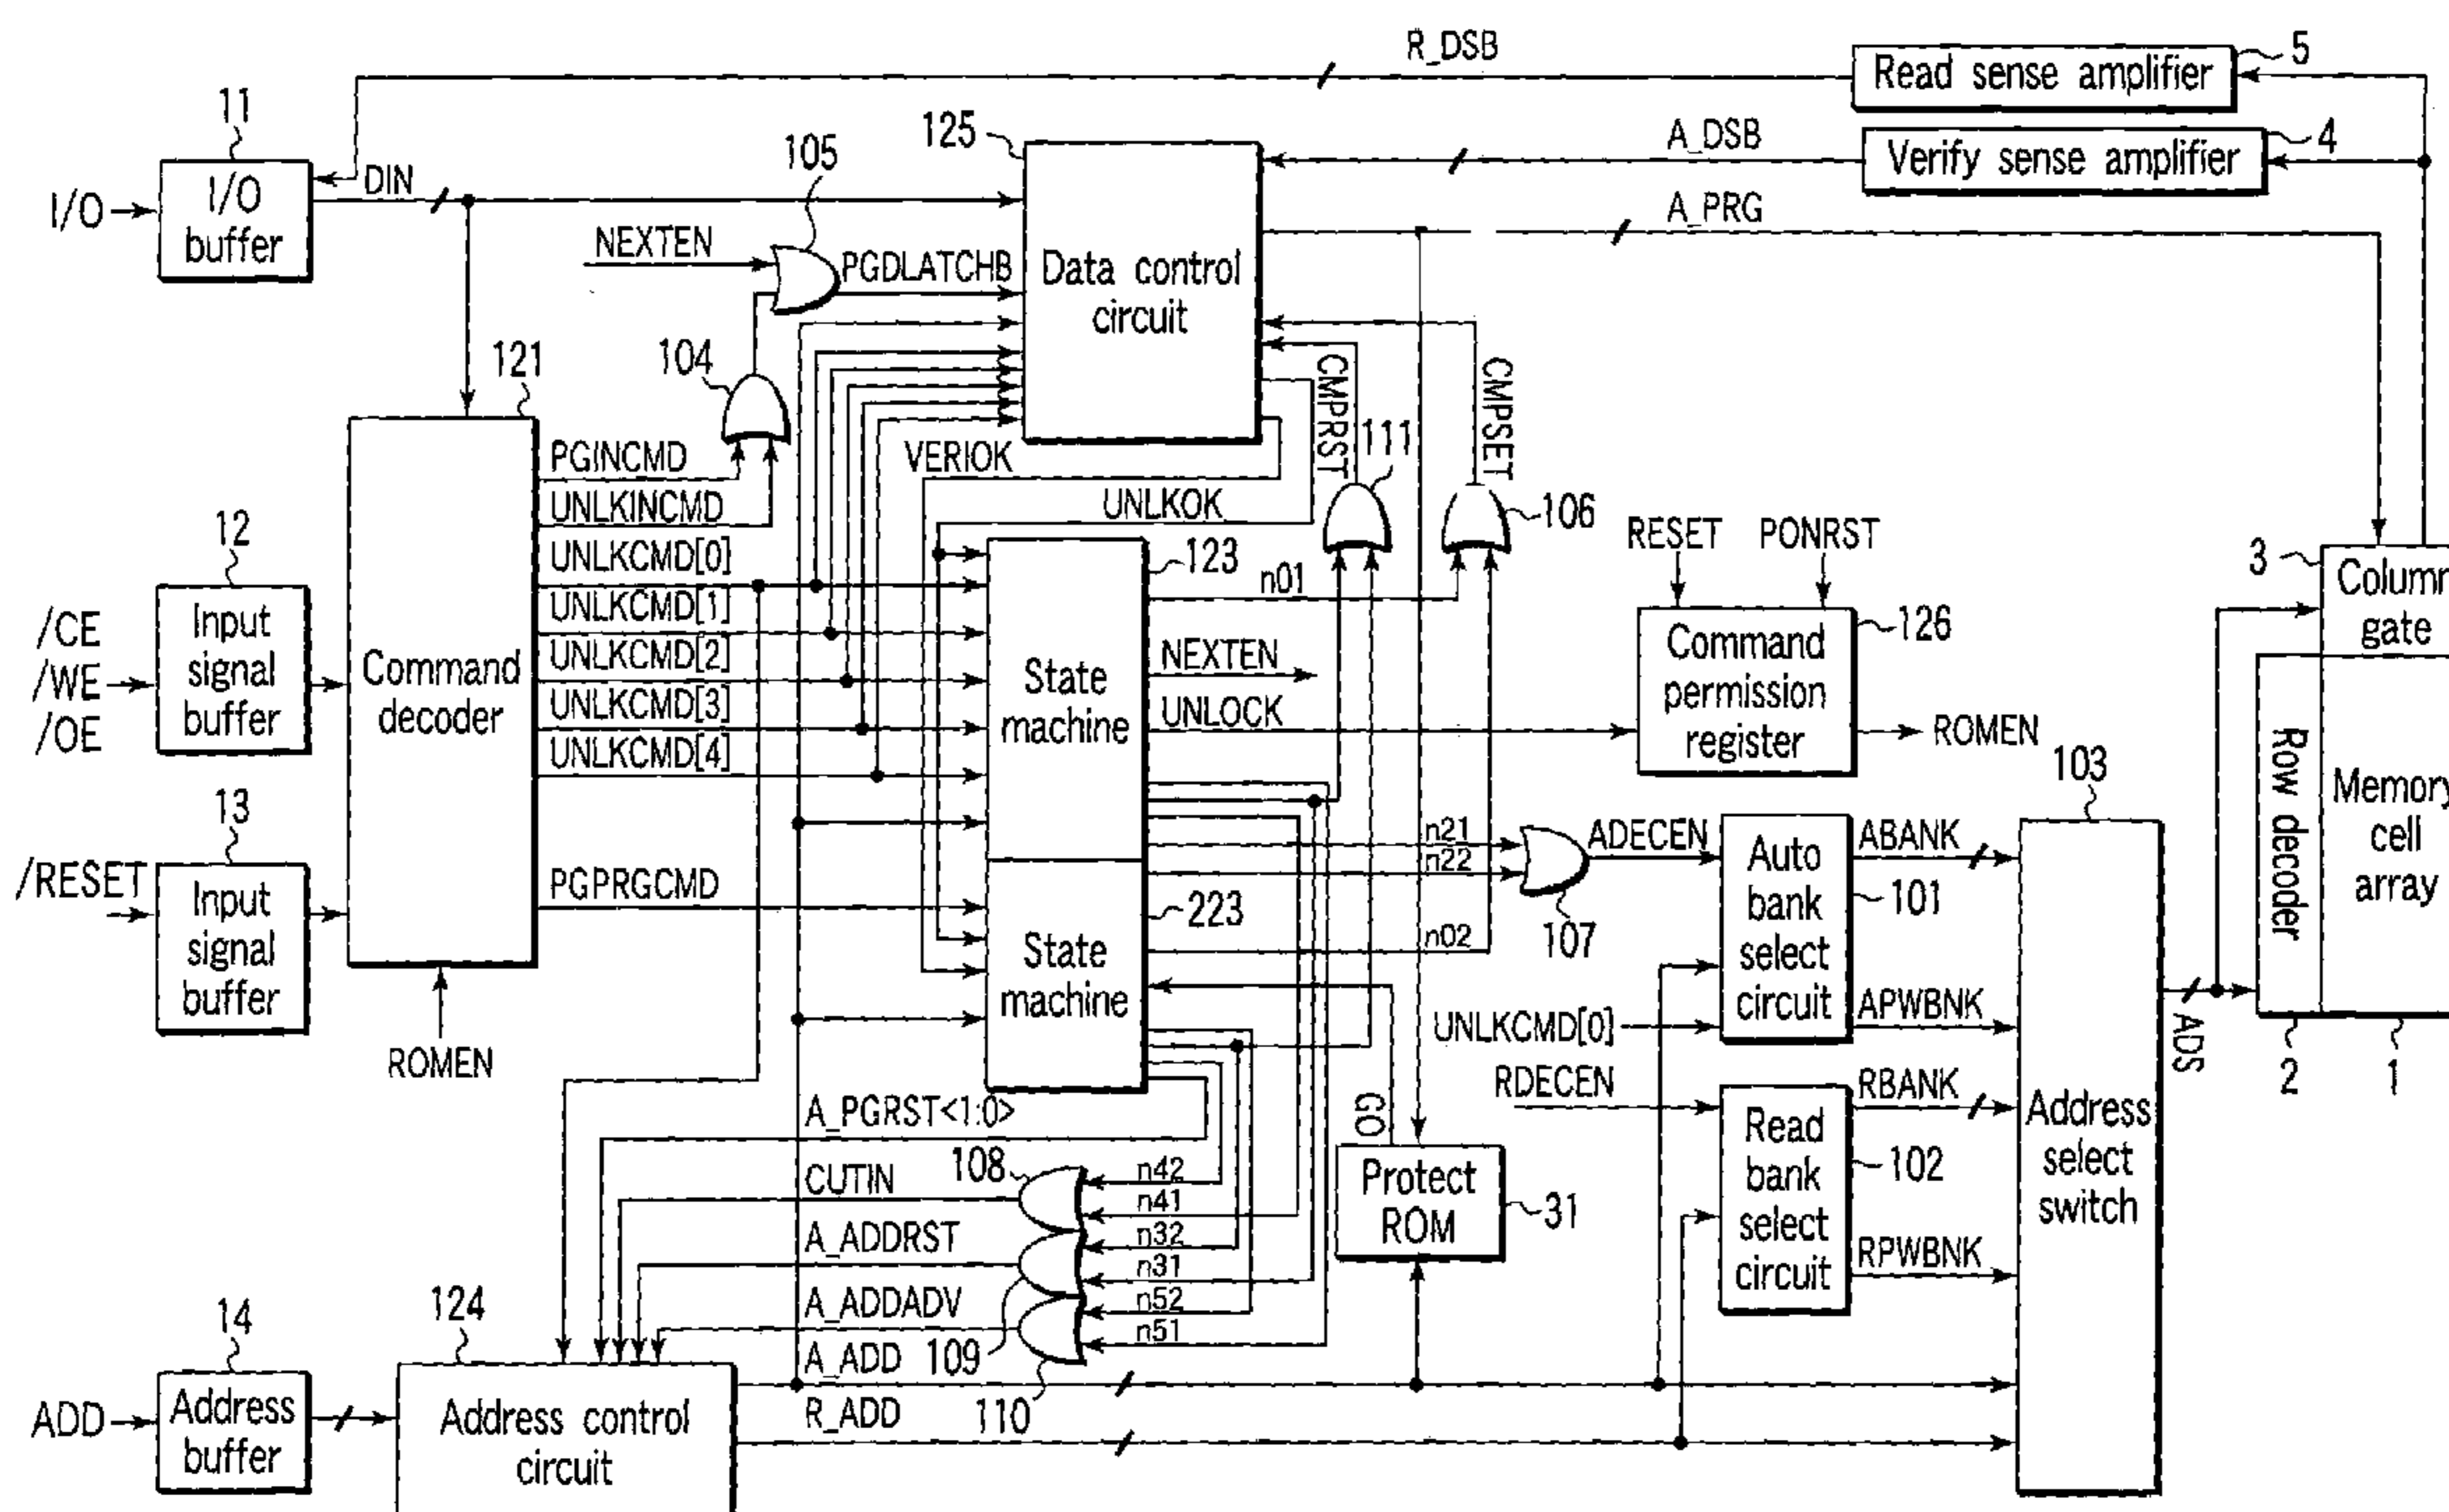 R_DSB
Read sense amplifier
5
11
125
A_DSB
Verify sense amplifier
4
105
I/O
I/O
buffer
DIN
A_PRG
NEXTEN
PGDLATCHB
Data control
circuit
121
104
CMPRST
CMPSET
PGINCMD
VERIOK
111
UNLKINCMD
UNLKOK
106
RESET
PONRST
12
UNLKCMD[0]
123
n01
3
Column
gate
/CE
/WE
/OE
Input
signal
buffer
Command
decoder
UNLKCMD[1]
UNLKCMD[2]
UNLKCMD[3]
UNLKCMD[4]
State
machine
NEXTEN
UNLOCK
Command
permission
register
126
ROMEN
103
Row decoder
Memory
cell
array
13
/RESET
Input
signal
buffer
PGPRGCMD
n21
n22
ADECEN
107
Auto
bank
select
circuit
ABANK
101
223
State
machine
n02
APWBNK
UNLKCMD[0]
ADS
2
1
ROMEN
RDECEN
RBANK
A_PGRST<1:0>
GO
Read
bank
select
circuit
102
Address
select
switch
CUTIN
108
n42
n41
Protect
ROM
31
A_ADDRST
n32
n31
RPWBNK
14
124
A_ADDADV
n52
n51
A_ADD
109
ADD
Address
buffer
Address control
circuit
R_ADD
110